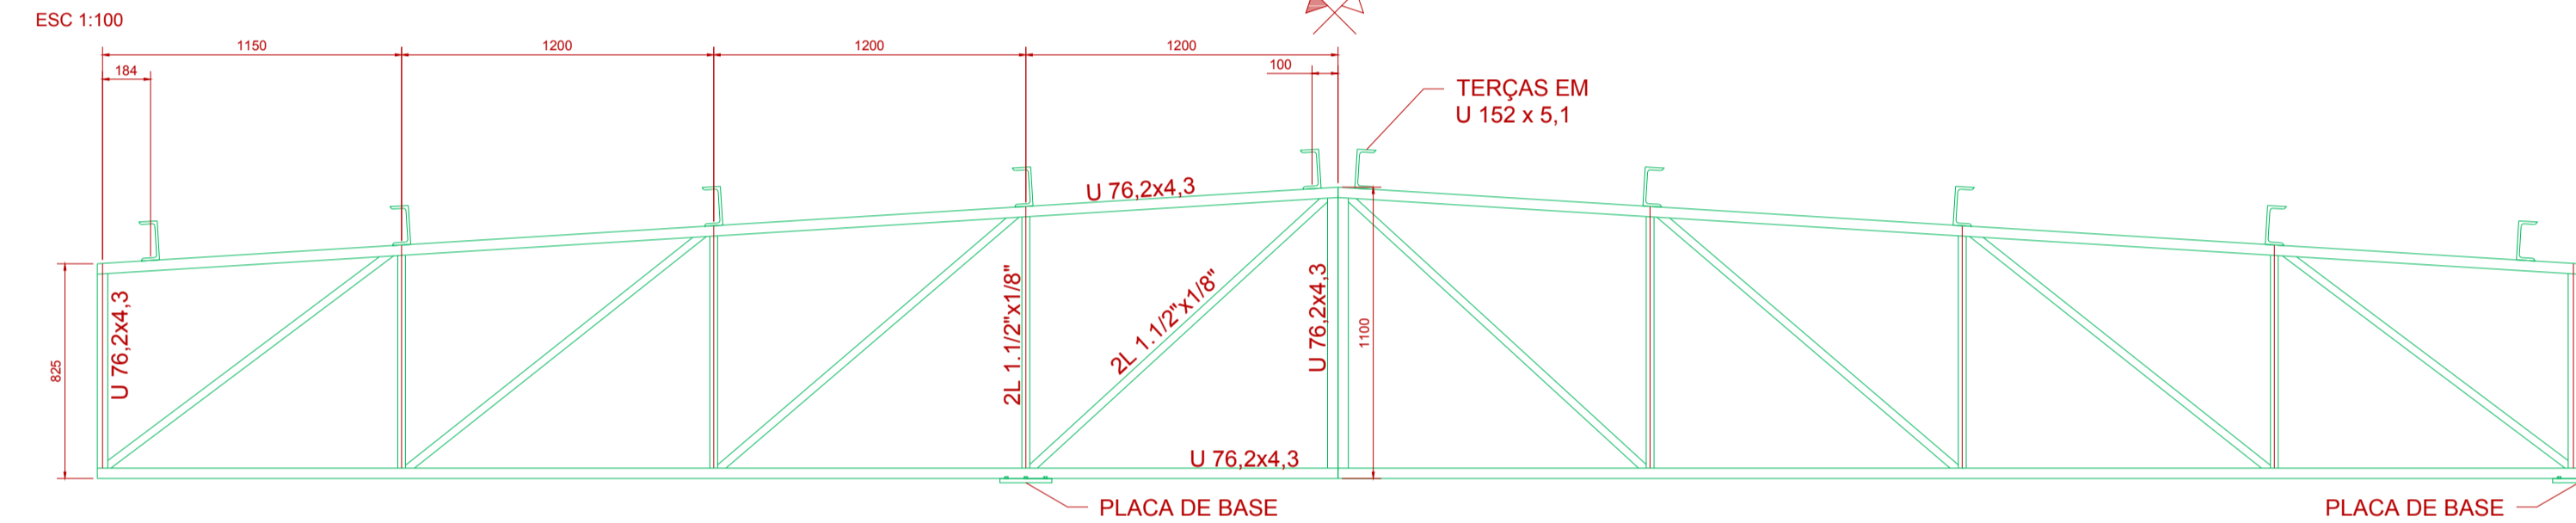 ESC 1:100
1150
1200
1200
1200
184
100
TERÇAS EM
U 152 x 5,1
U 76,2x4,3
U 76,2x4,3
825
2L 1.1/2"x1/8"
2L 1.1/2"x1/8"
U 76,2x4,3
1100
U 76,2x4,3
PLACA DE BASE
PLACA DE BASE